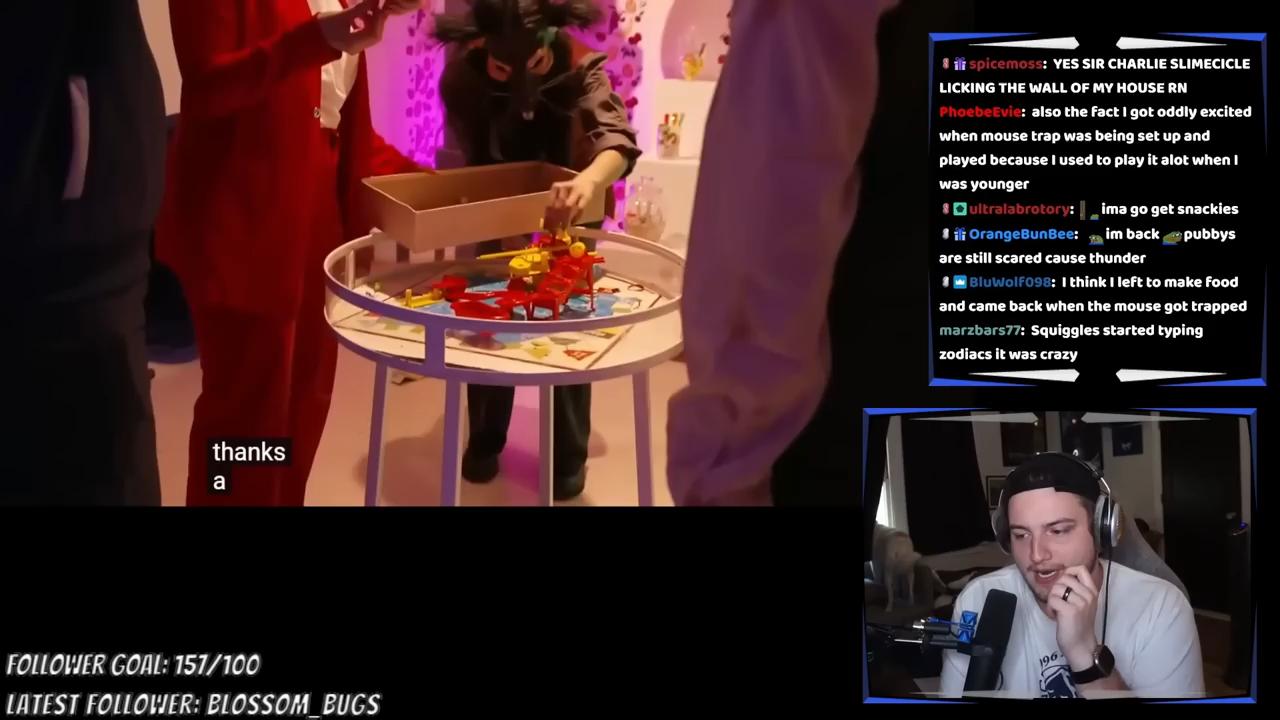 spicemoss: YES SIR CHARLIE SLIMECICLE
LICKING THE WALL OF MY HOUSE RN
PhoebeEvie: also the fact I got oddly excited
when mouse trap was being set up and
played because I used to play it alot when I
was younger
ultralabrotory: ima go get snackies
OrangeBunBee: im back pubbys
are still scared cause thunder
BluWolf098: I think I left to make food
and came back when the mouse got trapped
marzbars77: Squiggles started typing
zodiacs it was crazy
thanks
a
FOLLOWER GOAL: 157/100
LATEST FOLLOWER: BLOSSOM_BUGS